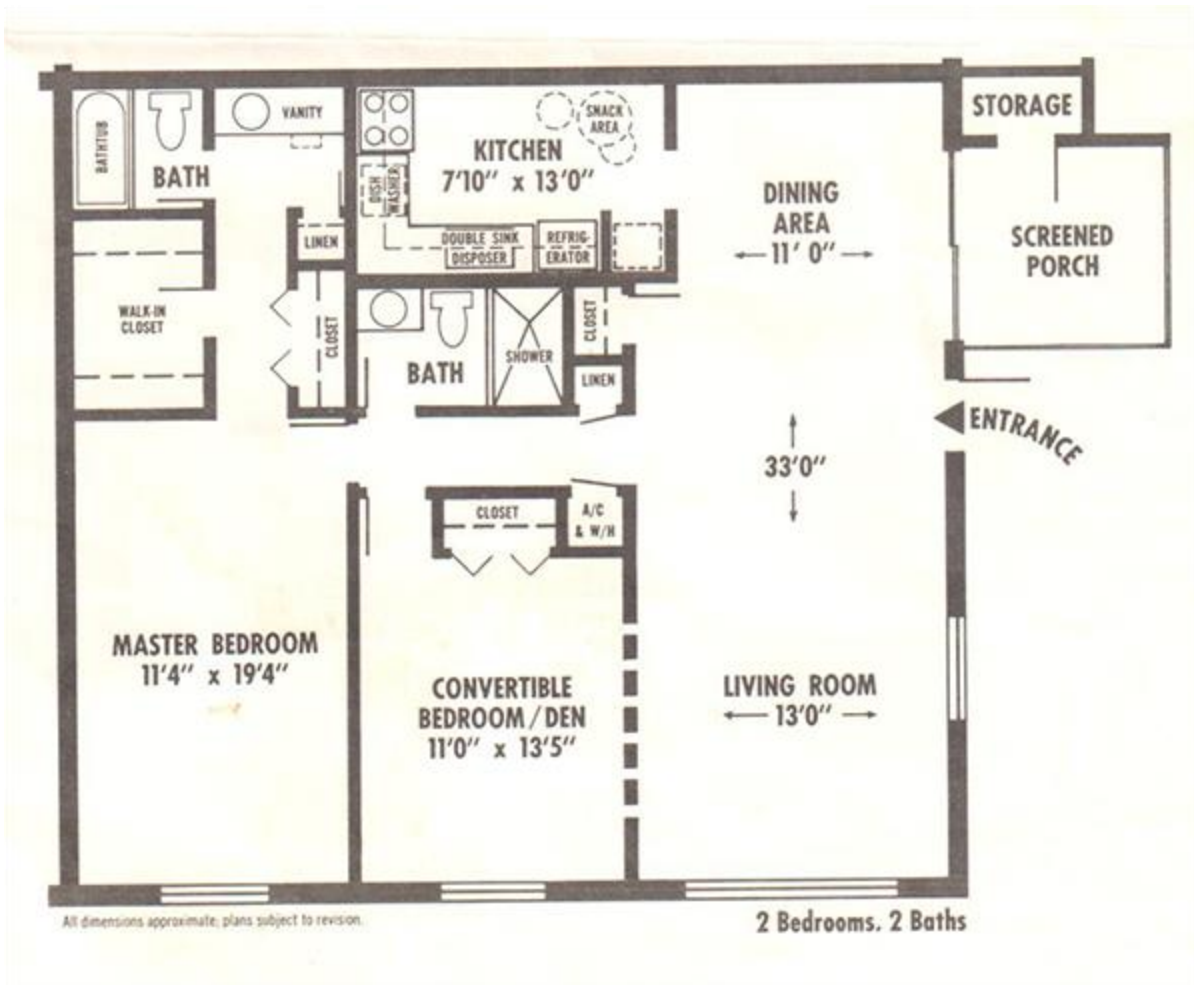 BATHTUB
BATH
VANITY
LINEN
WALK-IN
CLOSET
CLOSET
KITCHEN
7'10" x 13'0"
SNACK
AREA
DISH
WASHER
DOUBLE SINK
DISPOSER
REFRIG-
ERATOR
BATH
SHOWER
CLOSET
LINEN
DINING
AREA
11' 0"
STORAGE
SCREENED
PORCH
ENTRANCE
33'0"
CLOSET
A/C
& W/H
MASTER BEDROOM
11'4" x 19'4"
CONVERTIBLE
BEDROOM/DEN
11'0" x 13'5"
LIVING ROOM
13'0"
All dimensions approximate; plans subject to revision.
2 Bedrooms. 2 Baths